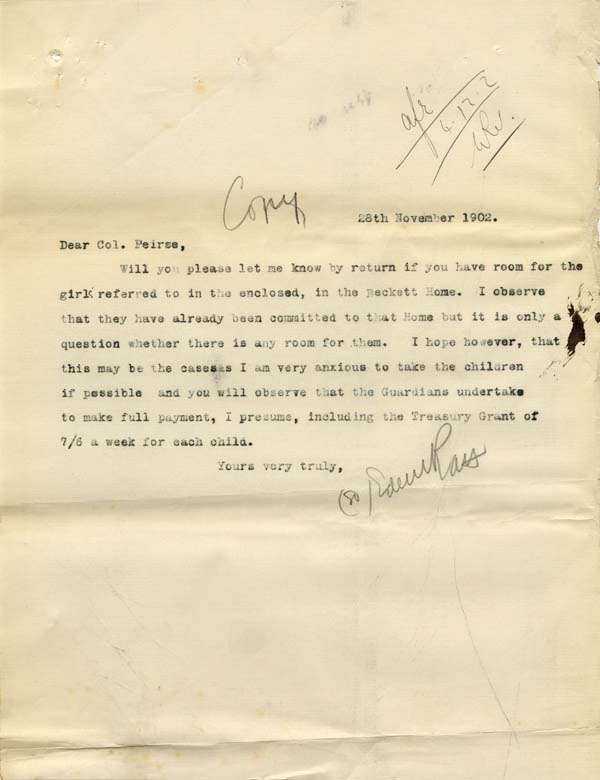 4.12.2
Copy
28th November 1902.
Dear Col. Peirse,
Will you please let me know by return if you have room for the
girls referred to in the enclosed, in the Beckett Home. I observe
that they have already been committed to that Home but it is only a
question whether there is any room for them. I hope however, that
this may be the caseas I am very anxious to take the children
if possible and you will observe that the Guardians undertake
to make full payment, I presume, including the Treasury Grant of
7/6 a week for each child.
Yours very truly,